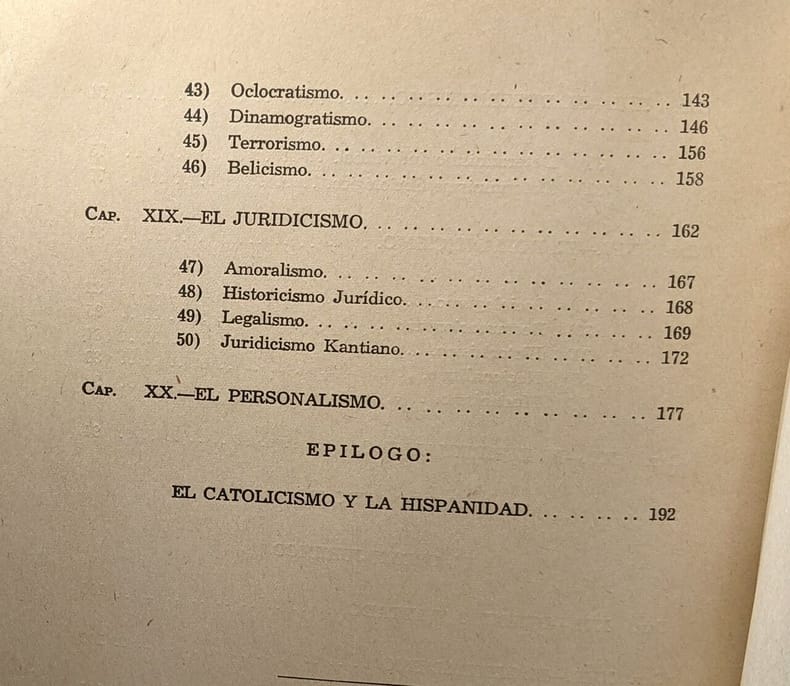 43) Oclocratismo. . . . . . . . . . . . . . . . . . 143
44) Dinamogratismo. . . . . . . . . . . . . . . . . 146
45) Terrorismo. . . . . . . . . . . . . . . . . . . 156
46) Belicismo. . . . . . . . . . . . . . . . . . . 158
CAP. XIX.—EL JURIDICISMO. . . . . . . . . . . . . . . . 162
47) Amoralismo. . . . . . . . . . . . . . . . . . . 167
48) Historicismo Jurídico. . . . . . . . . . . . . . 168
49) Legalismo. . . . . . . . . . . . . . . . . . . 169
50) Juridicismo Kantiano. . . . . . . . . . . . . . 172
CAP. XX.—EL PERSONALISMO. . . . . . . . . . . . . . . 177
EPILOGO:
EL CATOLICISMO Y LA HISPANIDAD. . . . . . . . 192